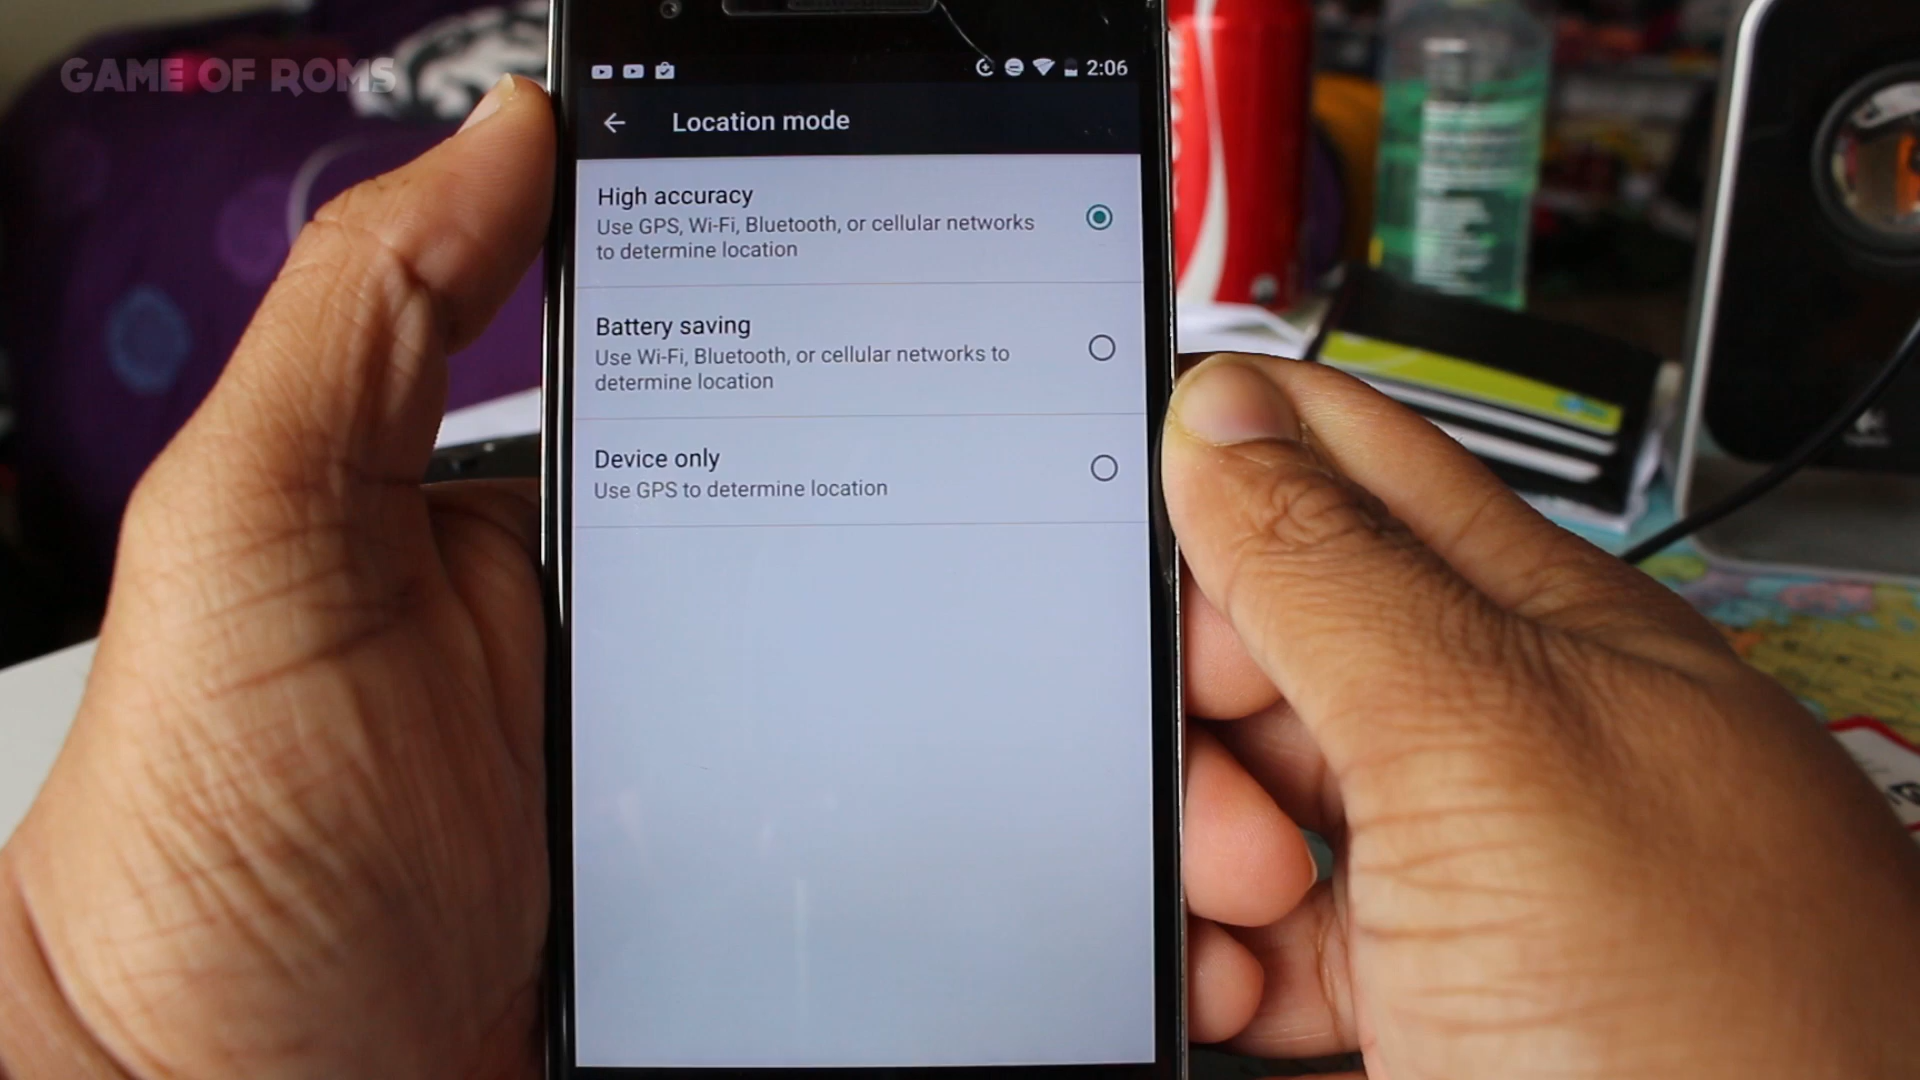 GAME OF ROMS
2:06
Location mode
High accuracy
Use GPS, Wi-Fi, Bluetooth, or cellular networks
to determine location
Battery saving
Use Wi-Fi, Bluetooth, or cellular networks to
determine location
Device only
Use GPS to determine location